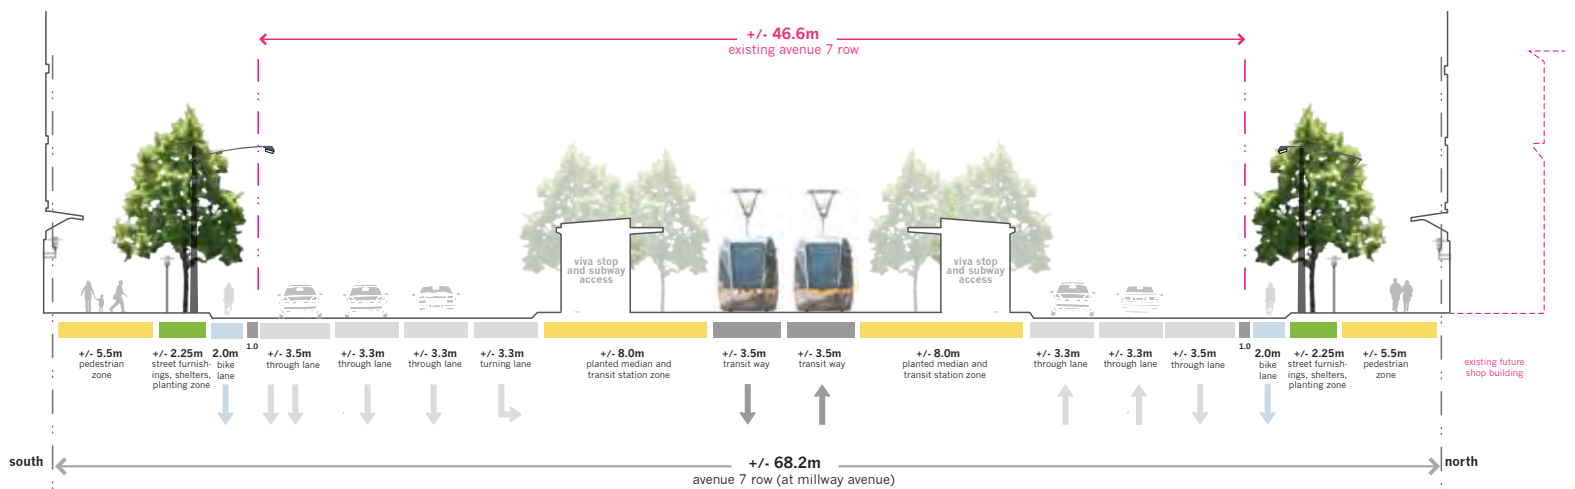 +/- 46.6m
existing avenue 7 row
viva stop
and subway
access
viva stop
and subway
access
+/- 5.5m
pedestrian
zone
+/- 2.25m
street furnish-
ings, shelters,
planting zone
2.0m
bike
lane
1.0
+/- 3.5m
through lane
+/- 3.3m
through lane
+/- 3.3m
through lane
+/- 3.3m
turning lane
+/- 8.0m
planted median and
transit station zone
+/- 3.5m
transit way
+/- 3.5m
transit way
+/- 8.0m
planted median and
transit station zone
+/- 3.3m
through lane
+/- 3.3m
through lane
+/- 3.5m
through lane
1.0
2.0m
bike
lane
+/- 2.25m
street furnish-
ings, shelters,
planting zone
+/- 5.5m
pedestrian
zone
existing future
shop building
south
+/- 68.2m
avenue 7 row (at millway avenue)
north